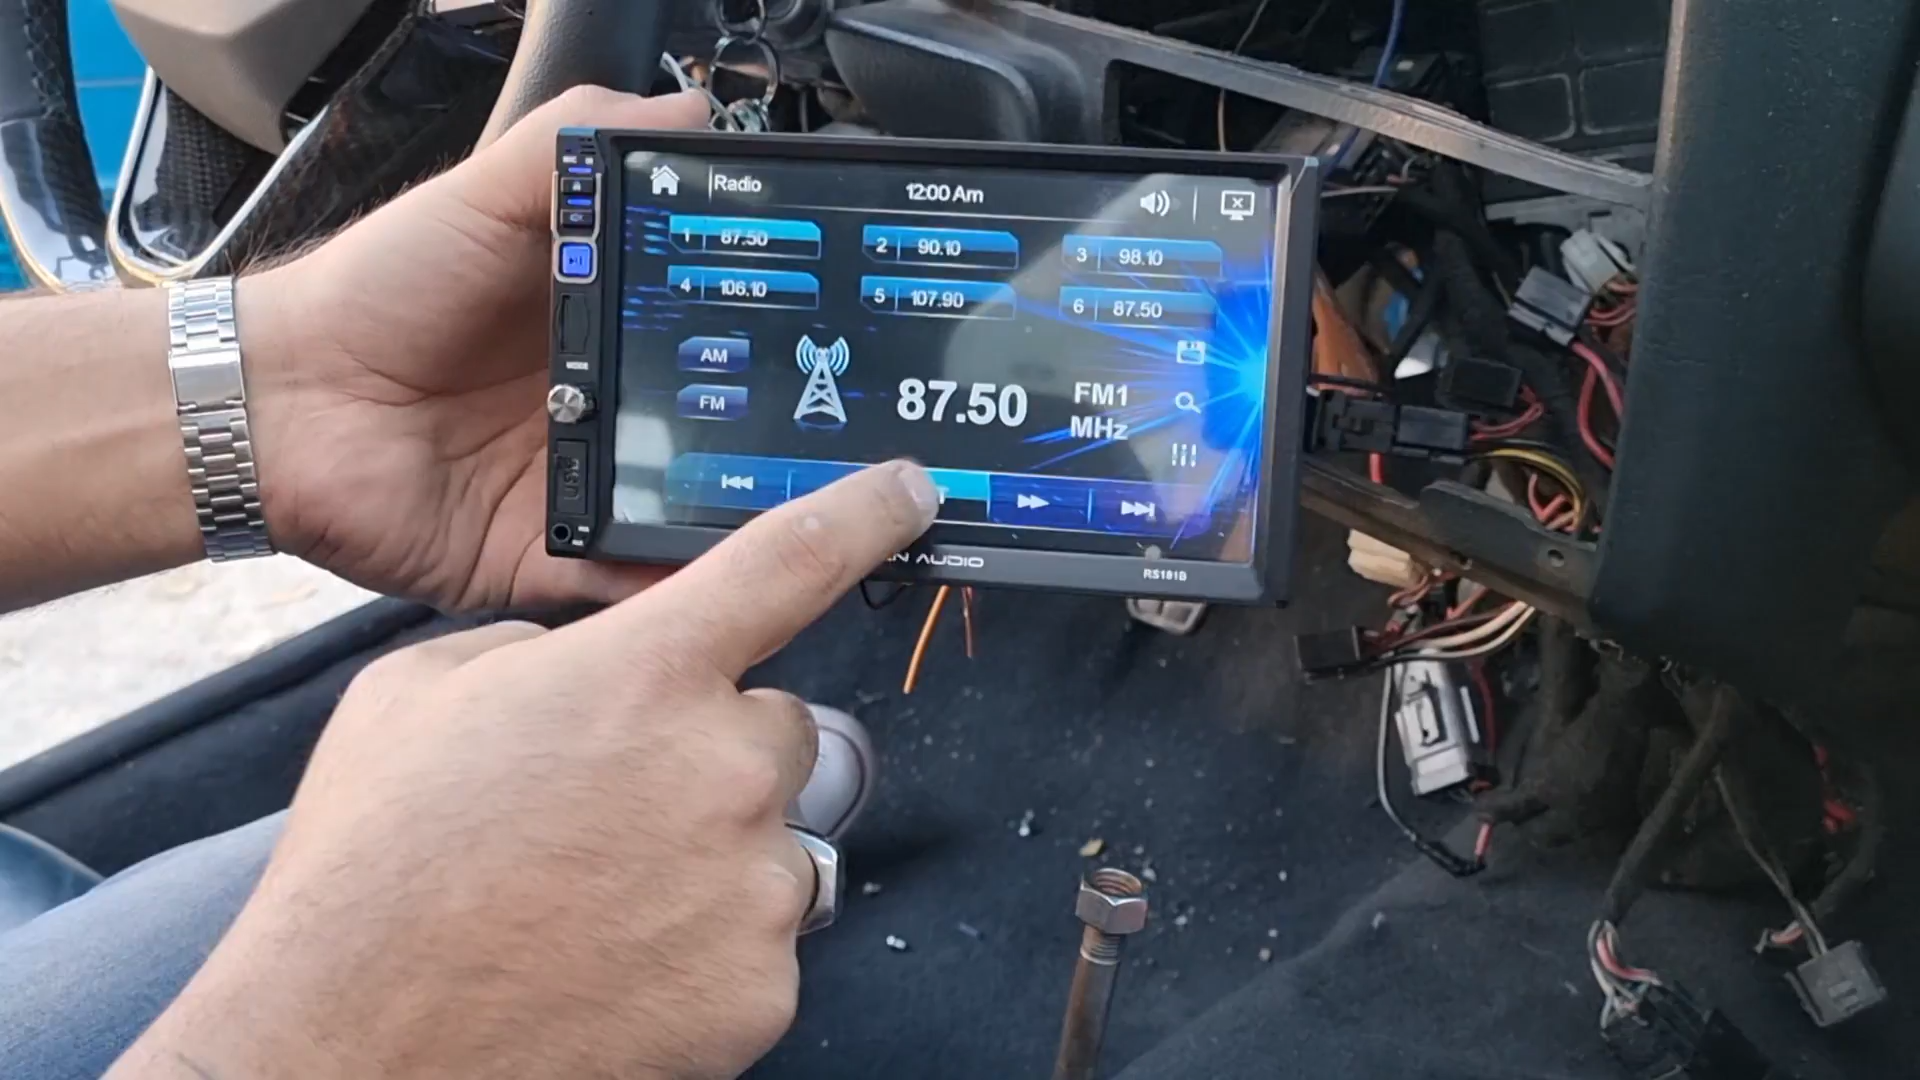 Radio
12:00 Am
1 87.50
2 90.10
3 98.10
4 106.10
5 107.90
6 87.50
AM
FM
87.50
FM1
MHz
MODE
AUDIO
RS181B